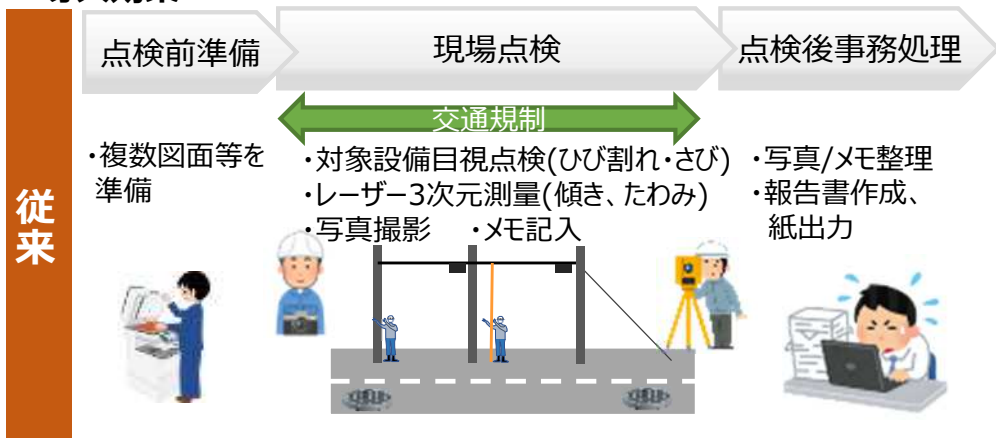 点検前準備
現場点検
点検後事務処理
交通規制
従来
・複数図面等を
準備
・対象設備目視点検(ひび割れ・さび)
・レーザー3次元測量(傾き、たわみ)
・写真撮影 ・メモ記入
・写真/メモ整理
・報告書作成、
紙出力